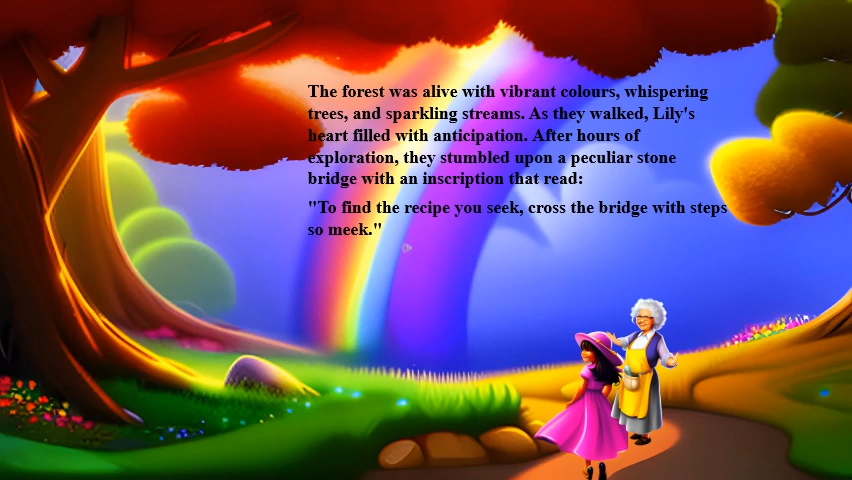 The forest was alive with vibrant colours, whispering
trees, and sparkling streams. As they walked, Lily's
heart filled with anticipation. After hours of
exploration, they stumbled upon a peculiar stone
bridge with an inscription that read:
"To find the recipe you seek, cross the bridge with steps
so meek."